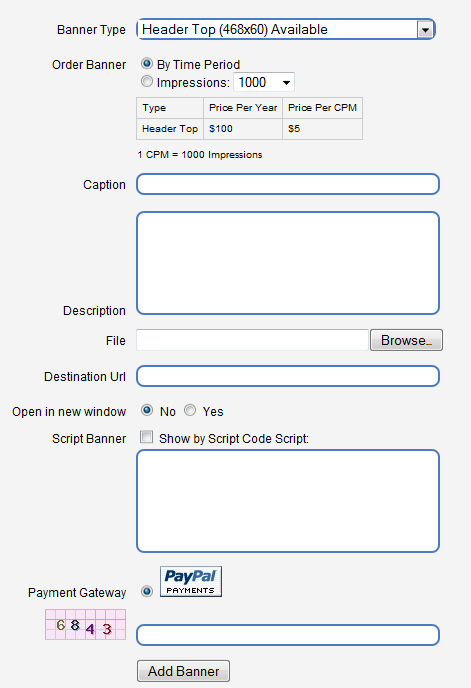 Banner Type Header Top (468x60) Available
Order Banner By Time Period
Impressions: 1000
Type Price Per Year Price Per CPM
Header Top $100 $5
1 CPM = 1000 Impressions
Caption
Description
File Browse..
Destination Url
Open in new window No Yes
Script Banner Show by Script Code Script:
PayPal
PAYMENTS
Payment Gateway
6843
Add Banner